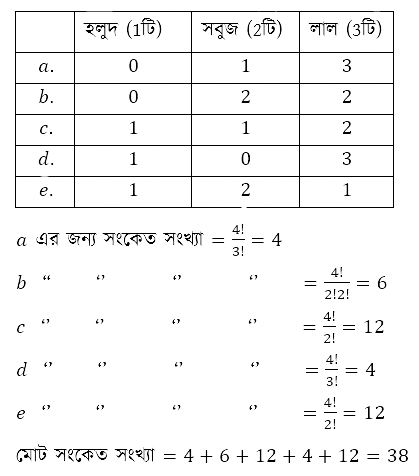 হলুদ (1টি) সবুজ (2টি) লাল (3টি)
a. 0 1 3
b. 0 2 2
c. 1 1 2
d. 1 0 3
e. 1 2 1
a এর জন্য সংকেত সংখ্যা = 4!/3! = 4
b “ ‘’ ‘’ ‘’ = 4!/2!2! = 6
c ‘’ ‘’ ‘’ ‘’ = 4!/2! = 12
d ‘’ ‘’ ‘’ ‘’ = 4!/3! = 4
e ‘’ ‘’ ‘’ ‘’ = 4!/2! = 12
মোট সংকেত সংখ্যা = 4 + 6 + 12 + 4 + 12 = 38